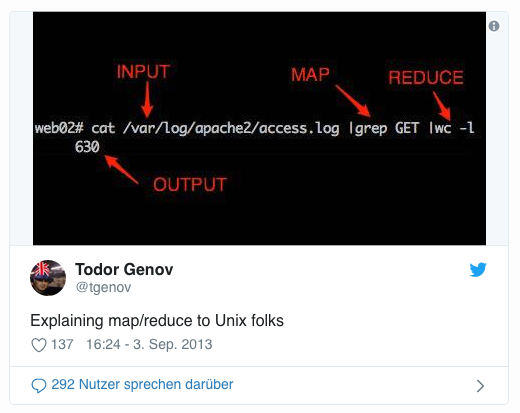 INPUT
MAP
REDUCE
web02# cat /var/log/apache2/access.log |grep GET |wc -l
630
OUTPUT
Todor Genov
@tgenov
Explaining map/reduce to Unix folks
137 16:24 - 3. Sep. 2013
292 Nutzer sprechen darüber